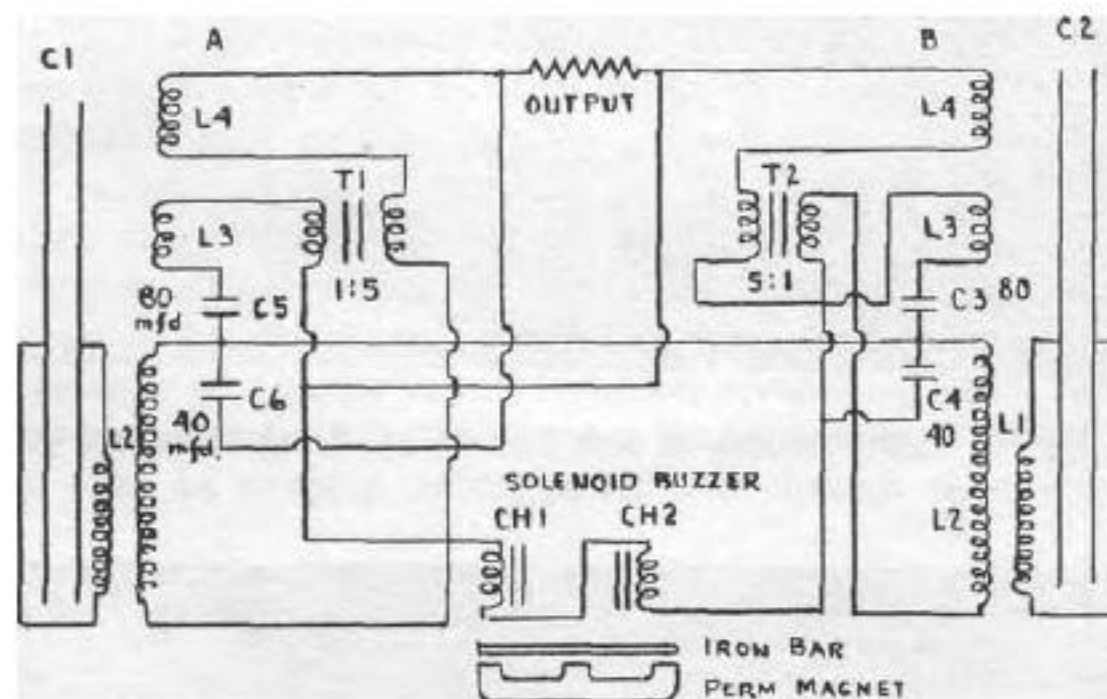 A
B
C2
C1
L4
OUTPUT
L4
T1
T2
L3
L3
1:5
5:1
80
mfd
C5
C3
80
C6
C4
40
mfd.
40
L2
L1
SOLENOID BUZZER
CH1
CH2
L2
IRON BAR
PERM MAGNET